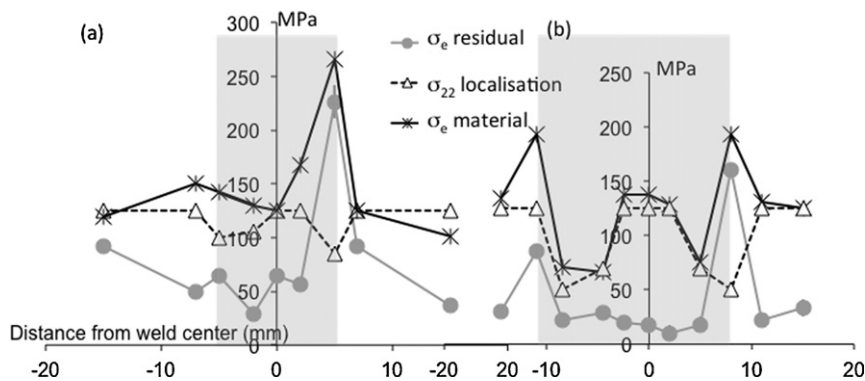 (a)
300 MPa
250
200
150
100
50
0
σe residual
σ22 localisation
σe material
(b)
MPa
250
200
150
100
50
0
Distance from weld center (mm)
-20 -10 0 10 20
-20 -10 0 10 20